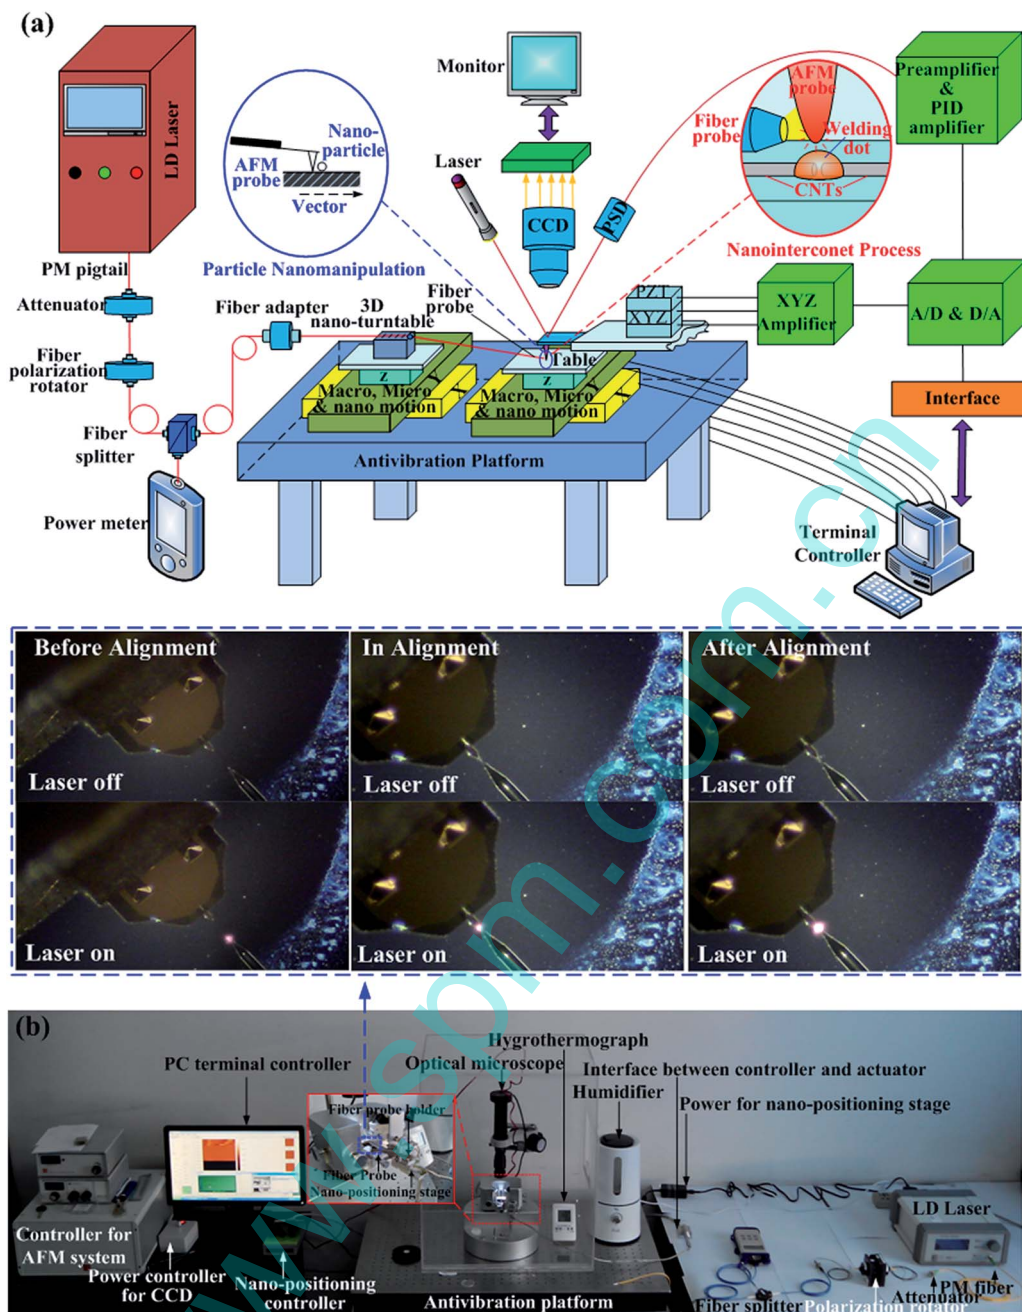 (a)
LD Laser
PM pigtail
Attenuator
Fiber
polarization
rotator
Fiber
splitter
Power meter
Nano-
particle
AFM
probe
Vector
Particle Nanomanipulation
Fiber adapter
3D
nano-turntable
Fiber
probe
Monitor
Laser
CCD
PSD
AFM
probe
Fiber
probe
Welding
dot
CNTs
Nanointerconet Process
Preamplifier
&
PID
amplifier
PZT
XYZ
XYZ
Amplifier
A/D & D/A
Interface
Table
Z
Y
X
Macro, Micro
& nano motion
Z
Y
X
Macro, Micro
& nano motion
Antivibration Platform
Terminal
Controller
Before Alignment
In Alignment
After Alignment
Laser off
Laser off
Laser off
Laser on
Laser on
Laser on
(b)
PC terminal controller
Hygrothermograph
Optical microscope
Interface between controller and actuator
Humidifier
Power for nano-positioning stage
Fiber probe holder
Fiber Probe
Nano-positioning stage
LD Laser
Controller for
AFM system
Power controller
for CCD
Nano-positioning
controller
Antivibration platform
PM fiber
Attenuator
Fiber splitter
Polarization rotator